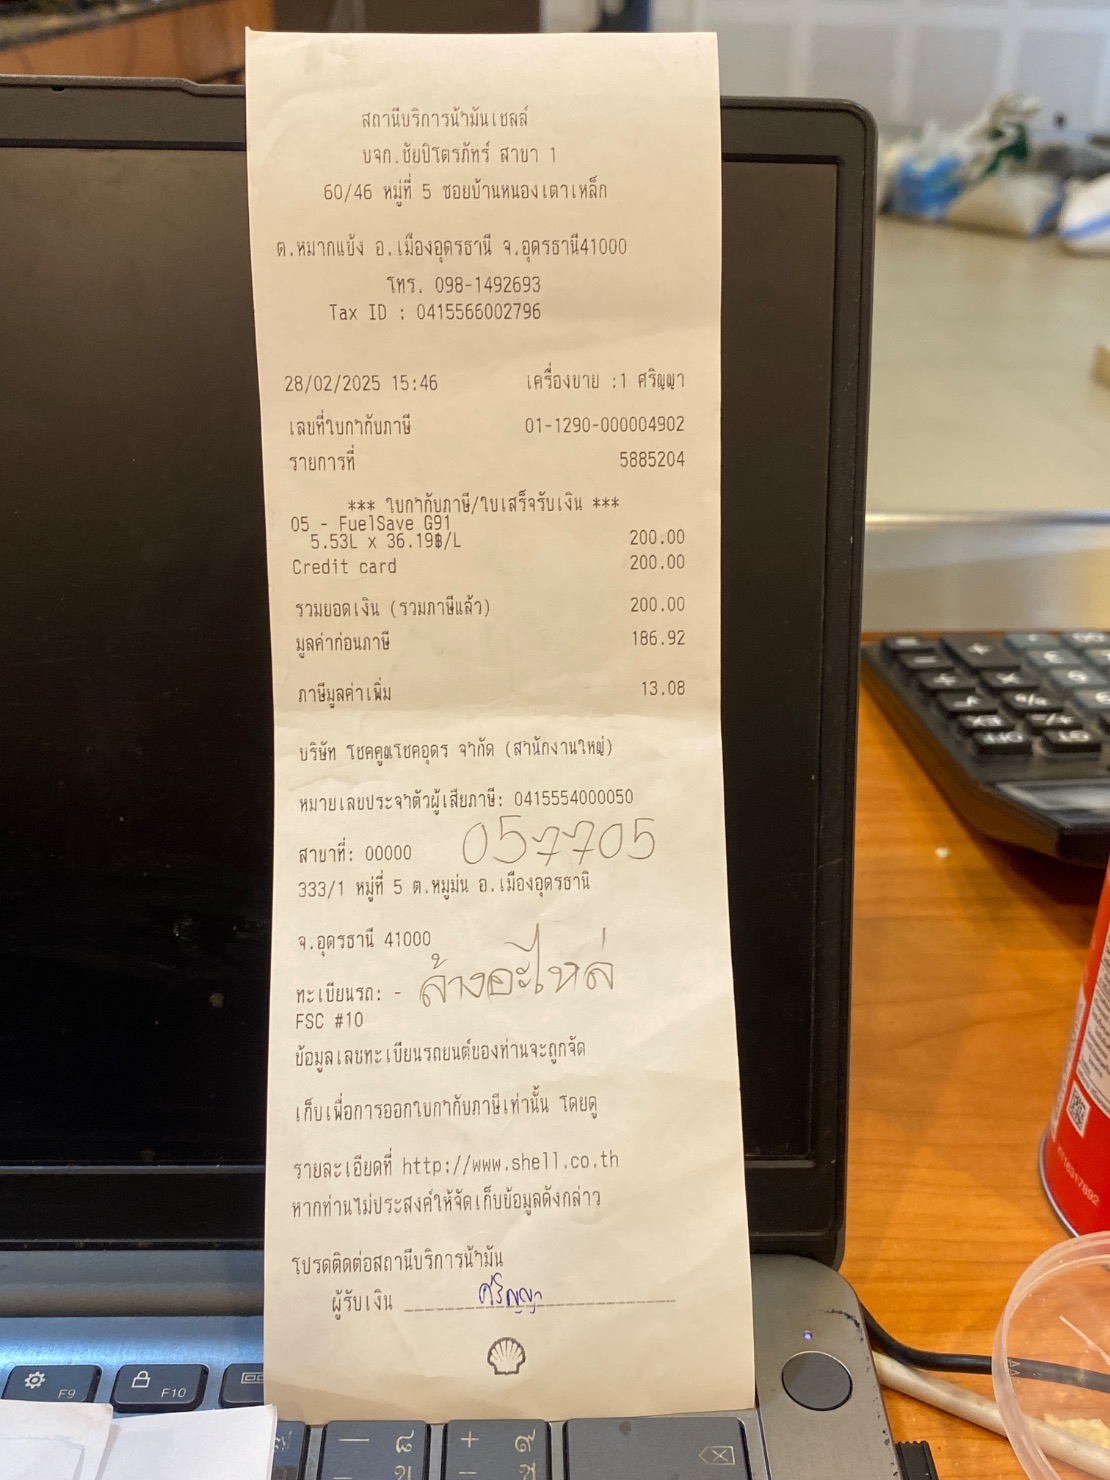 สถานีบริการน้ำมันเชลล์
บจก.ชัยปิโตรภัทร์ สาขา 1
60/46 หมู่ที่ 5 ซอยบ้านหนองเตาเหล็ก
ต.หมากแข้ง อ.เมืองอุดรธานี จ.อุดรธานี41000
โทร. 098-1492693
Tax ID : 0415566002796
28/02/2025 15:46 เครื่องขาย :1 ศริญญา
เลขที่ใบกำกับภาษี 01-1290-000004902
รายการที่ 5885204
*** ใบกำกับภาษี/ใบเสร็จรับเงิน ***
05 - FuelSave G91
5.53L x 36.19฿/L 200.00
Credit card 200.00
รวมยอดเงิน (รวมภาษีแล้ว) 200.00
มูลค่าก่อนภาษี 186.92
ภาษีมูลค่าเพิ่ม 13.08
บริษัท โชคคูณโชคอุดร จำกัด (สำนักงานใหญ่)
หมายเลขประจำตัวผู้เสียภาษี: 0415554000050
สาขาที่: 00000 057705
333/1 หมู่ที่ 5 ต.หมูม่น อ.เมืองอุดรธานิ
จ.อุดรธานี 41000
ทะเบียนรถ: - ล้างอะไหล่
FSC #10
ข้อมูลเลขทะเบียนรถยนต์ของท่านจะถูกจัด
เก็บเพื่อการออกใบกำกับภาษีเท่านั้น โดยดู
รายละเอียดที่ http://www.shell.co.th
หากท่านไม่ประสงค์ให้จัดเก็บข้อมูลดังกล่าว
โปรดติดต่อสถานีบริการน้ำมัน
ผู้รับเงิน ศริญญา
F9 F10